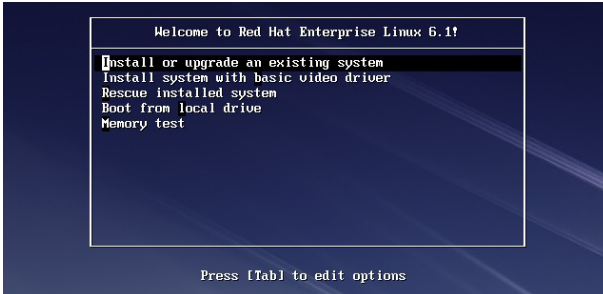 Welcome to Red Hat Enterprise Linux 6.1!
Install or upgrade an existing system
Install system with basic video driver
Rescue installed system
Boot from local drive
Memory test
Press [Tab] to edit options